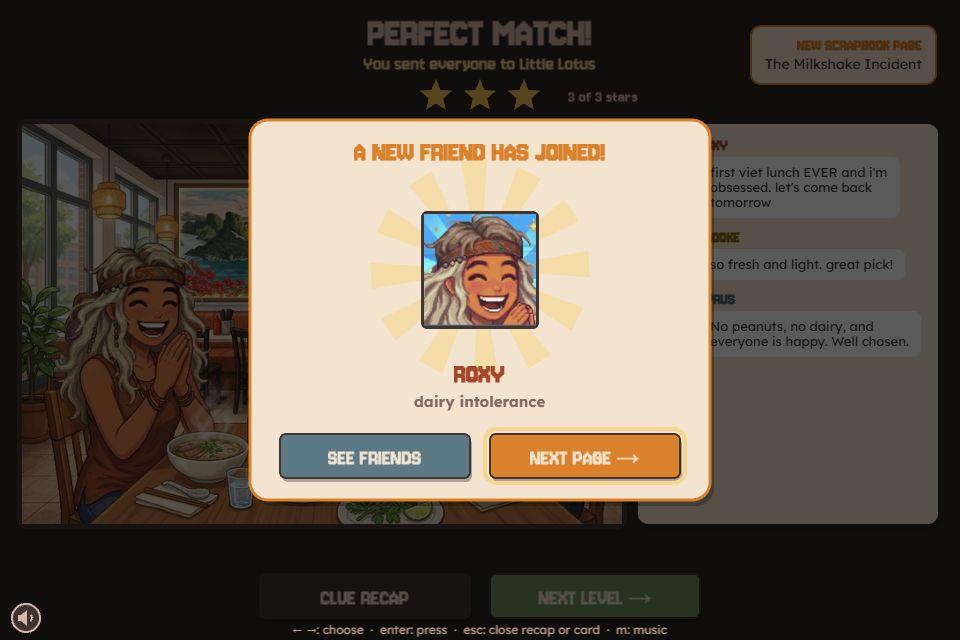 PERFECT MATCH!
You sent everyone to Little Lotus
3 of 3 stars
NEW SCRAPBOOK PAGE
The Milkshake Incident
A NEW FRIEND HAS JOINED!
ROXY
dairy intolerance
SEE FRIENDS
NEXT PAGE →
XY
first viet lunch EVER and i'm
obsessed. let's come back
tomorrow
OOKE
so fresh and light. great pick!
RUS
No peanuts, no dairy, and
everyone is happy. Well chosen.
CLUE RECAP
NEXT LEVEL →
← →: choose · enter: press · esc: close recap or card · m: music